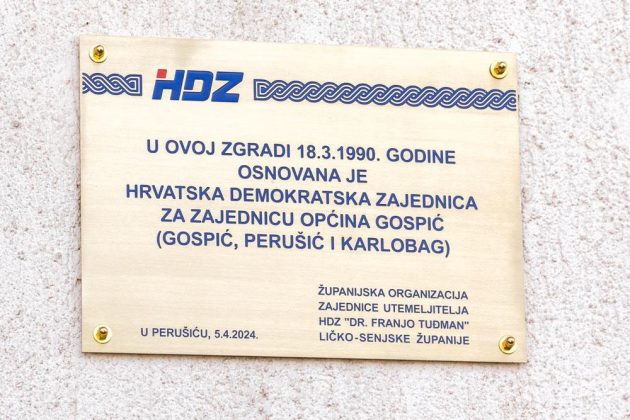 HDZ
U OVOJ ZGRADI 18.3.1990. GODINE
OSNOVANA JE
HRVATSKA DEMOKRATSKA ZAJEDNICA
ZA ZAJEDNICU OPĆINA GOSPIĆ
(GOSPIĆ, PERUŠIĆ I KARLOBAG)
ŽUPANIJSKA ORGANIZACIJA
ZAJEDNICE UTEMELJITELJA
HDZ "DR. FRANJO TUĐMAN"
LIČKO-SENJSKE ŽUPANIJE
U PERUŠIĆU, 5.4.2024.